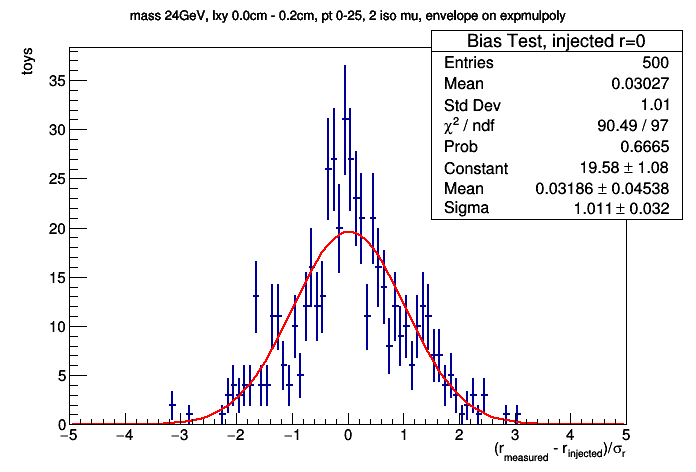 mass 24GeV, lxy 0.0cm - 0.2cm, pt 0-25, 2 iso mu, envelope on expmulpoly
Bias Test, injected r=0
Entries 500
Mean 0.03027
Std Dev 1.01
χ² / ndf 90.49 / 97
Prob 0.6665
Constant 19.58 ± 1.08
Mean 0.03186 ± 0.04538
Sigma 1.011 ± 0.032
toys
35
30
25
20
15
10
5
0
−5 −4 −3 −2 −1 0 1 2 3 4 5
(r_measured - r_injected)/σ_r